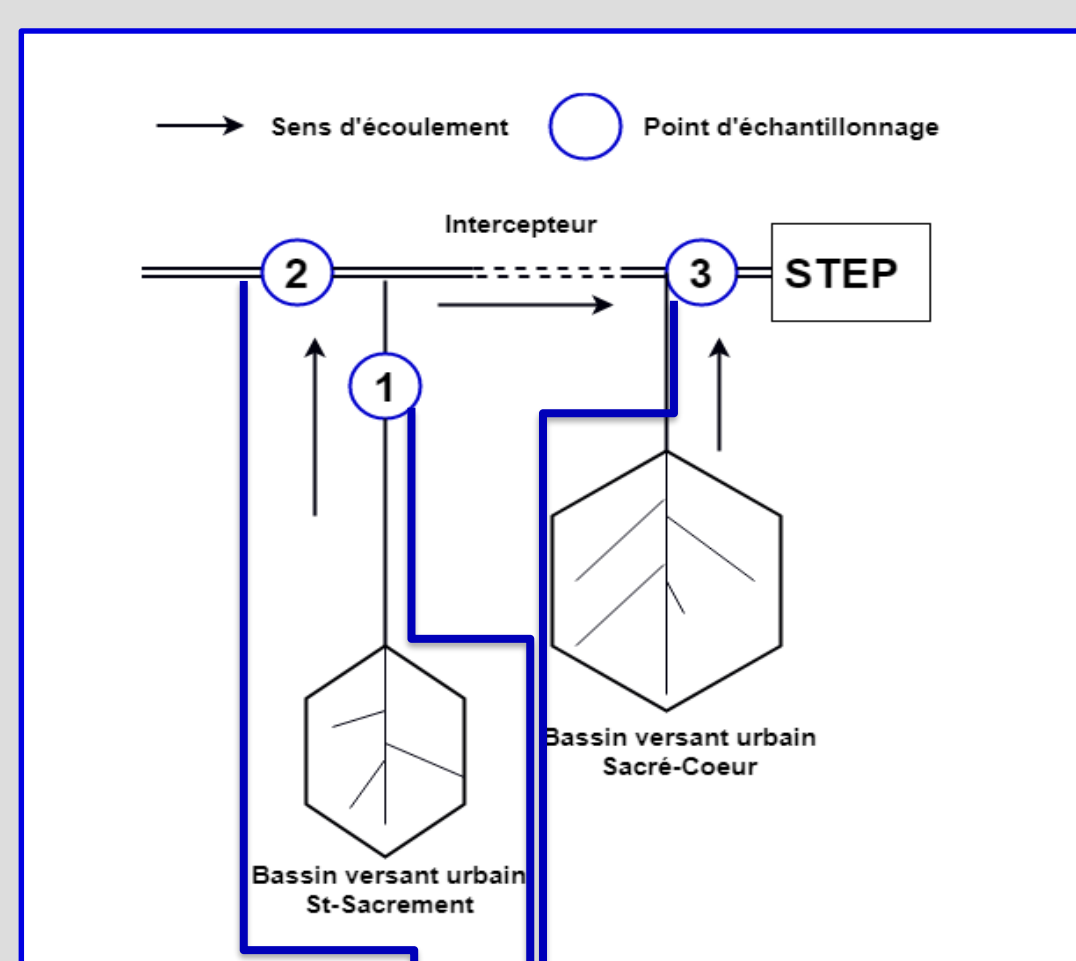 Sens d'écoulement
Point d'échantillonnage
Intercepteur
2
3
STEP
1
Bassin versant urbain
Sacré-Coeur
Bassin versant urbain
St-Sacrement